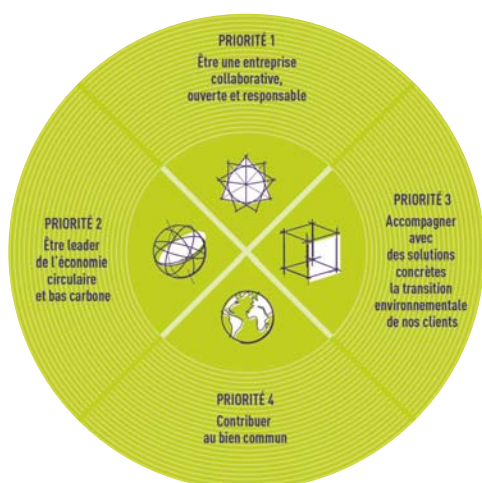 PRIORITÉ 1
Être une entreprise
collaborative,
ouverte et responsable
PRIORITÉ 2
Être leader
de l'économie
circulaire
et bas carbone
PRIORITÉ 3
Accompagner
avec
des solutions
concrètes
la transition
environnementale
de nos clients
PRIORITÉ 4
Contribuer
au bien commun